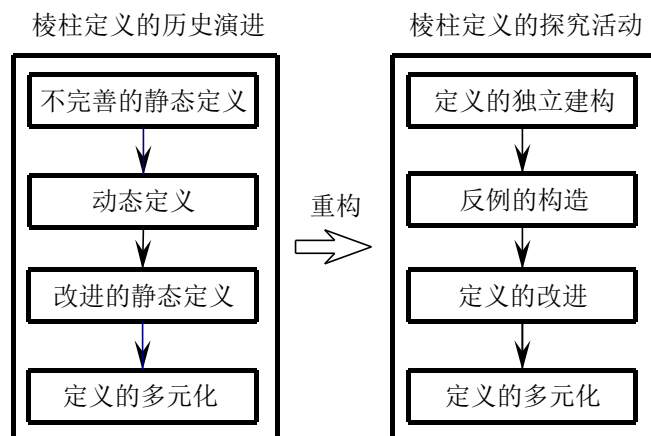 棱柱定义的历史演进
不完善的静态定义
动态定义
改进的静态定义
定义的多元化
重构
棱柱定义的探究活动
定义的独立建构
反例的构造
定义的改进
定义的多元化